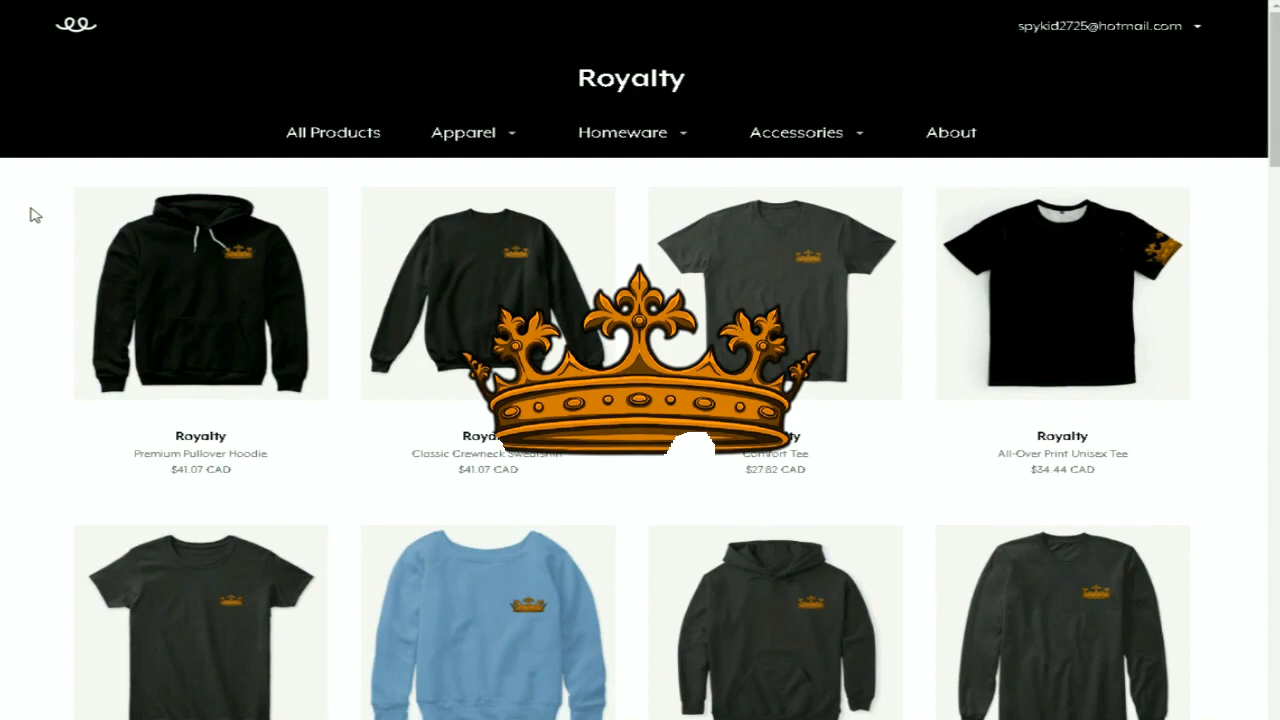 spykid2725@hotmail.com
Royalty
All Products Apparel Homeware Accessories About
Royalty
Premium Pullover Hoodie
$41.07 CAD
Classic Crewneck
$41.07 CAD
Comfort Tee
$27.82 CAD
Royalty
All-Over Print Unisex Tee
$34.44 CAD